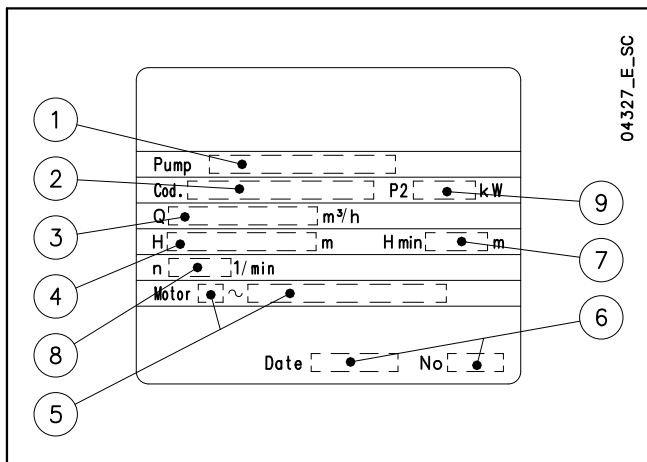 04327_E_SC
1
Pump
2
Cod. P2 kW
9
3
Q m³/h
H m H min m
7
4
n 1/min
Motor ~
8
6
Date No
5